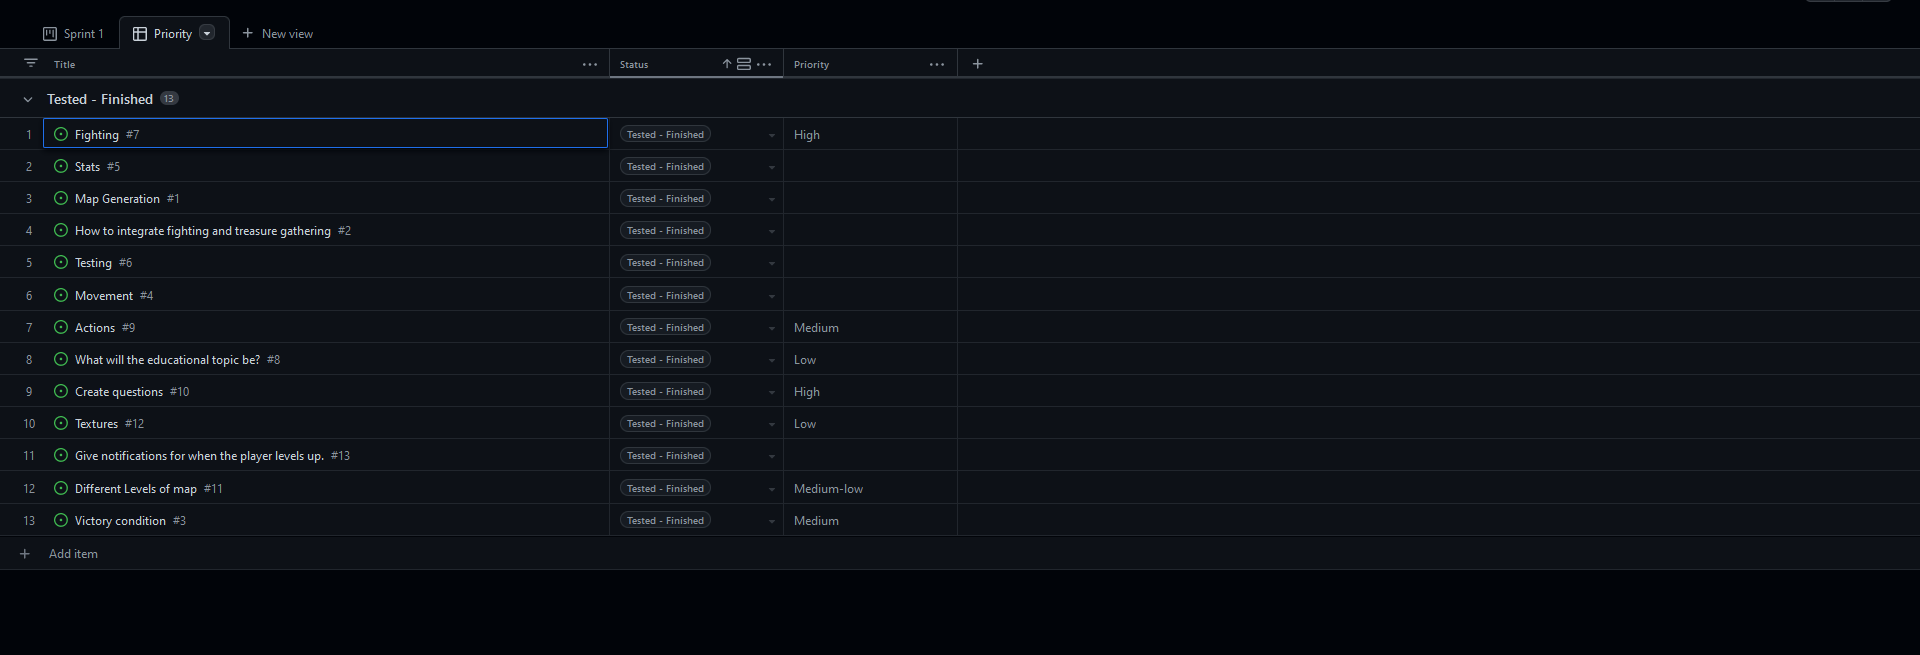 Sprint 1 Priority New view
Title Status Priority
Tested - Finished 13
1 Fighting #7 Tested - Finished High
2 Stats #5 Tested - Finished
3 Map Generation #1 Tested - Finished
4 How to integrate fighting and treasure gathering #2 Tested - Finished
5 Testing #6 Tested - Finished
6 Movement #4 Tested - Finished
7 Actions #9 Tested - Finished Medium
8 What will the educational topic be? #8 Tested - Finished Low
9 Create questions #10 Tested - Finished High
10 Textures #12 Tested - Finished Low
11 Give notifications for when the player levels up. #13 Tested - Finished
12 Different Levels of map #11 Tested - Finished Medium-low
13 Victory condition #3 Tested - Finished Medium
Add item